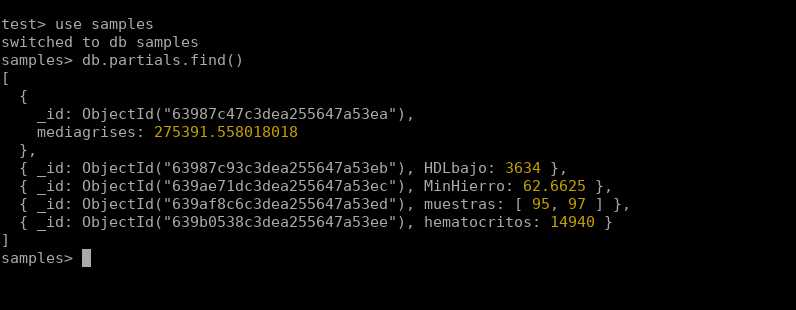 test> use samples
switched to db samples
samples> db.partials.find()
[
  {
    _id: ObjectId("63987c47c3dea255647a53ea"),
    mediagrises: 275391.558018018
  },
  { _id: ObjectId("63987c93c3dea255647a53eb"), HDLbajo: 3634 },
  { _id: ObjectId("639ae71dc3dea255647a53ec"), MinHierro: 62.6625 },
  { _id: ObjectId("639af8c6c3dea255647a53ed"), muestras: [ 95, 97 ] },
  { _id: ObjectId("639b0538c3dea255647a53ee"), hematocritos: 14940 }
]
samples>